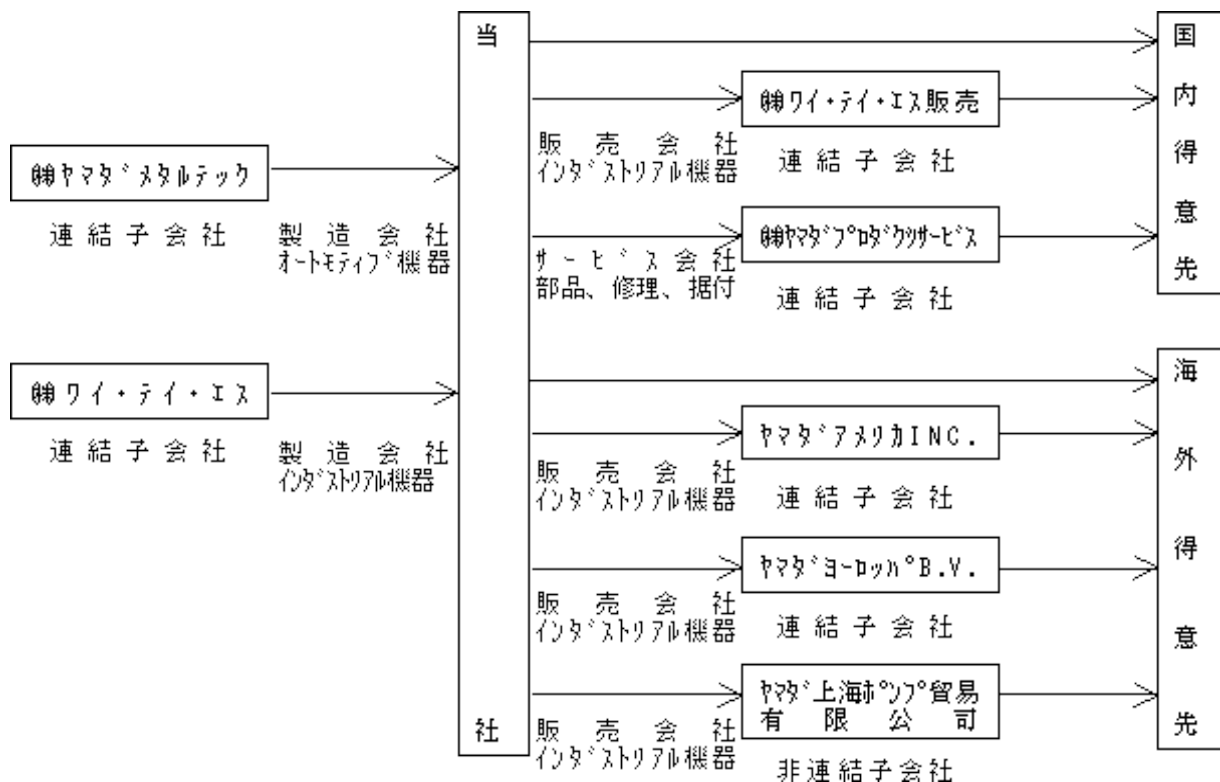 当社
国内得意先
㈱ワイ・テイ・エス販売
販売会社
インダストリアル機器
連結子会社
㈱ヤマダメタルテック
連結子会社
製造会社
オートモティブ機器
㈱ヤマダプロダクツサービス
サービス会社
部品、修理、据付
連結子会社
㈱ワイ・テイ・エス
連結子会社
製造会社
インダストリアル機器
海外得意先
ヤマダアメリカINC.
販売会社
インダストリアル機器
連結子会社
ヤマダヨーロッパB.V.
販売会社
インダストリアル機器
連結子会社
ヤマダ上海ポンプ貿易
有限公司
販売会社
インダストリアル機器
非連結子会社